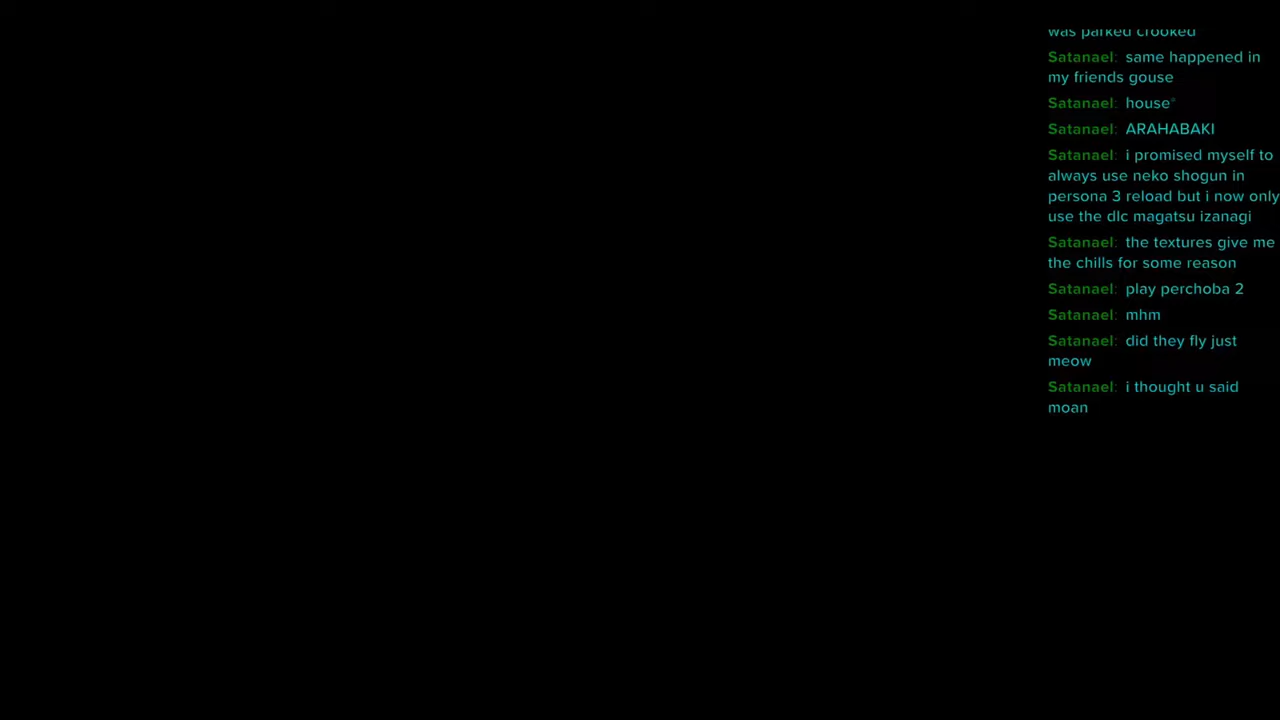 was parked crooked
Satanael: same happened in
my friends gouse
Satanael: house*
Satanael: ARAHABAKI
Satanael: i promised myself to
always use neko shogun in
persona 3 reload but i now only
use the dlc magatsu izanagi
Satanael: the textures give me
the chills for some reason
Satanael: play perchoba 2
Satanael: mhm
Satanael: did they fly just
meow
Satanael: i thought u said
moan